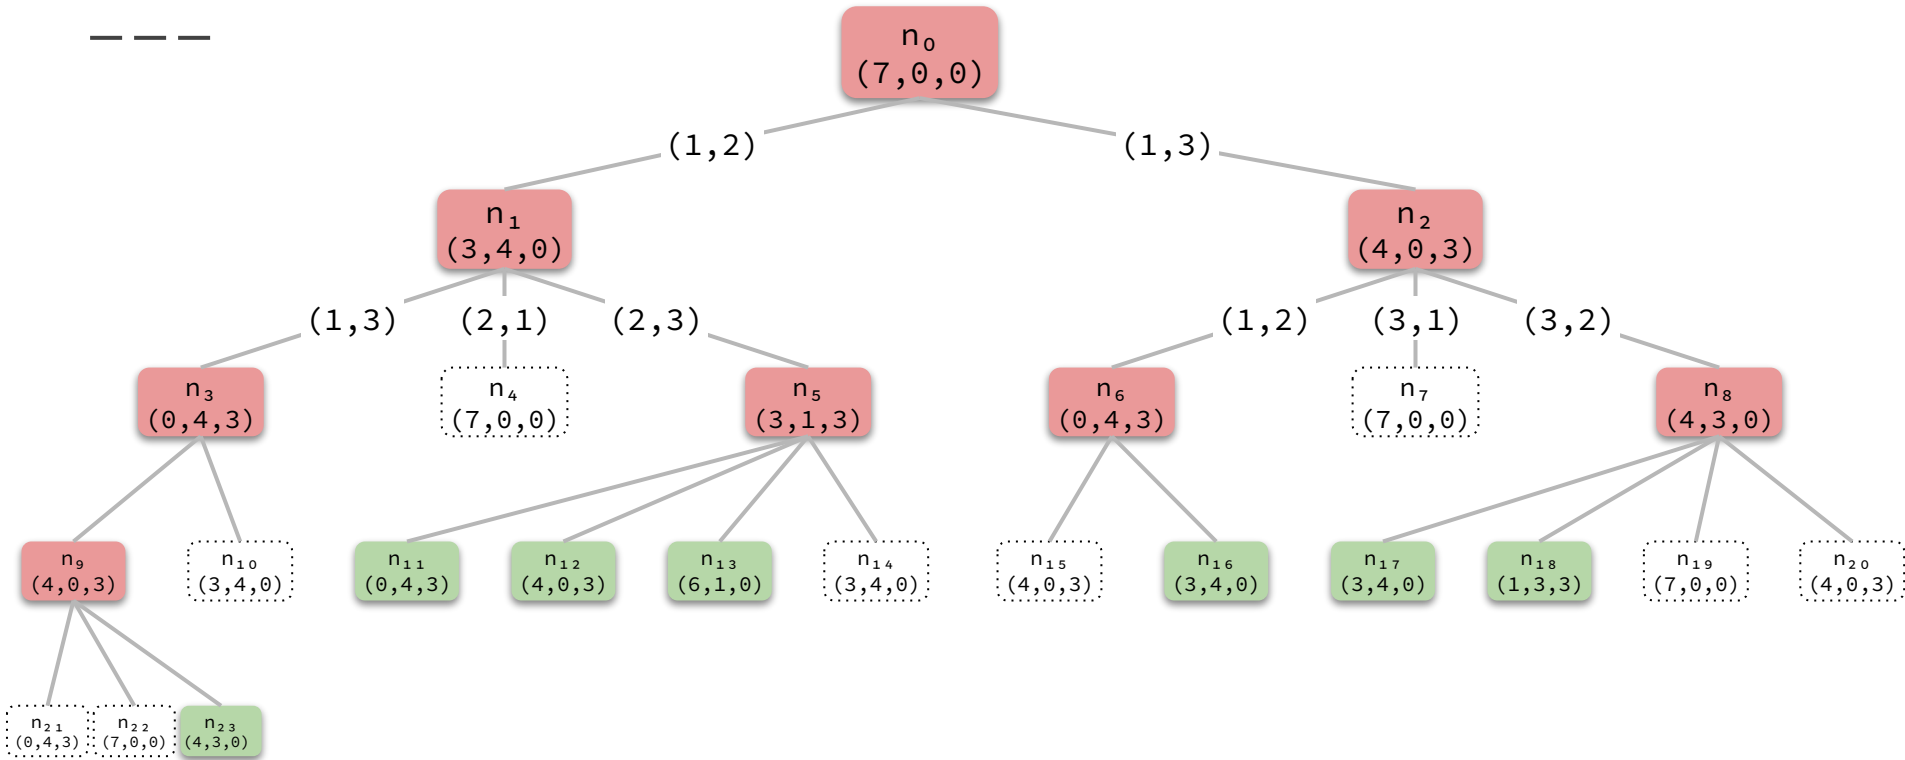 n₀
(7,0,0)
(1,2)
(1,3)
n₁
(3,4,0)
n₂
(4,0,3)
(1,3)
(2,1)
(2,3)
(1,2)
(3,1)
(3,2)
n₃
(0,4,3)
n₄
(7,0,0)
n₅
(3,1,3)
n₆
(0,4,3)
n₇
(7,0,0)
n₈
(4,3,0)
n₉
(4,0,3)
n₁₀
(3,4,0)
n₁₁
(0,4,3)
n₁₂
(4,0,3)
n₁₃
(6,1,0)
n₁₄
(3,4,0)
n₁₅
(4,0,3)
n₁₆
(3,4,0)
n₁₇
(3,4,0)
n₁₈
(1,3,3)
n₁₉
(7,0,0)
n₂₀
(4,0,3)
n₂₁
(0,4,3)
n₂₂
(7,0,0)
n₂₃
(4,3,0)